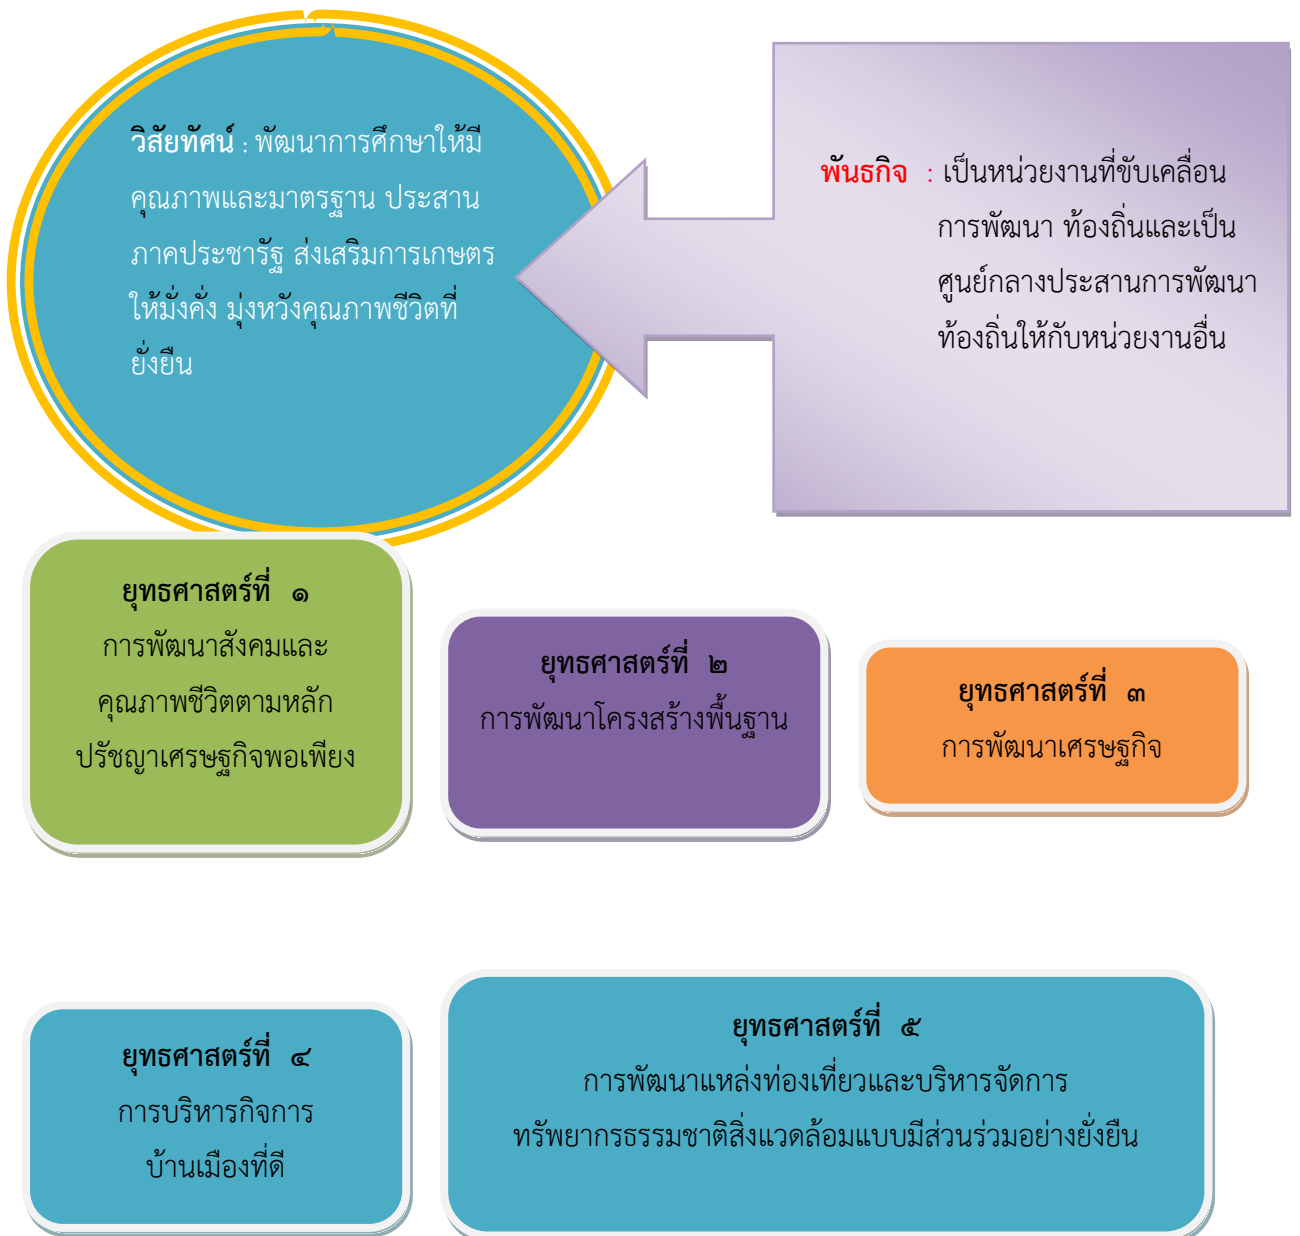 วิสัยทัศน์ : พัฒนาการศึกษาให้มี
คุณภาพและมาตรฐาน ประสาน
ภาคประชารัฐ ส่งเสริมการเกษตร
ให้มั่งคั่ง มุ่งหวังคุณภาพชีวิตที่
ยั่งยืน
พันธกิจ : เป็นหน่วยงานที่ขับเคลื่อน
การพัฒนา ท้องถิ่นและเป็น
ศูนย์กลางประสานการพัฒนา
ท้องถิ่นให้กับหน่วยงานอื่น
ยุทธศาสตร์ที่ ๑
การพัฒนาสังคมและ
คุณภาพชีวิตตามหลัก
ปรัชญาเศรษฐกิจพอเพียง
ยุทธศาสตร์ที่ ๒
การพัฒนาโครงสร้างพื้นฐาน
ยุทธศาสตร์ที่ ๓
การพัฒนาเศรษฐกิจ
ยุทธศาสตร์ที่ ๔
การบริหารกิจการ
บ้านเมืองที่ดี
ยุทธศาสตร์ที่ ๕
การพัฒนาแหล่งท่องเที่ยวและบริหารจัดการ
ทรัพยากรธรรมชาติสิ่งแวดล้อมแบบมีส่วนร่วมอย่างยั่งยืน